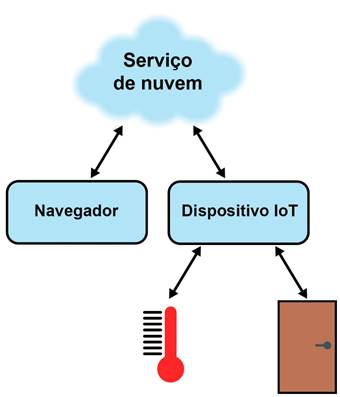 Serviço
de nuvem
Navegador
Dispositivo IoT